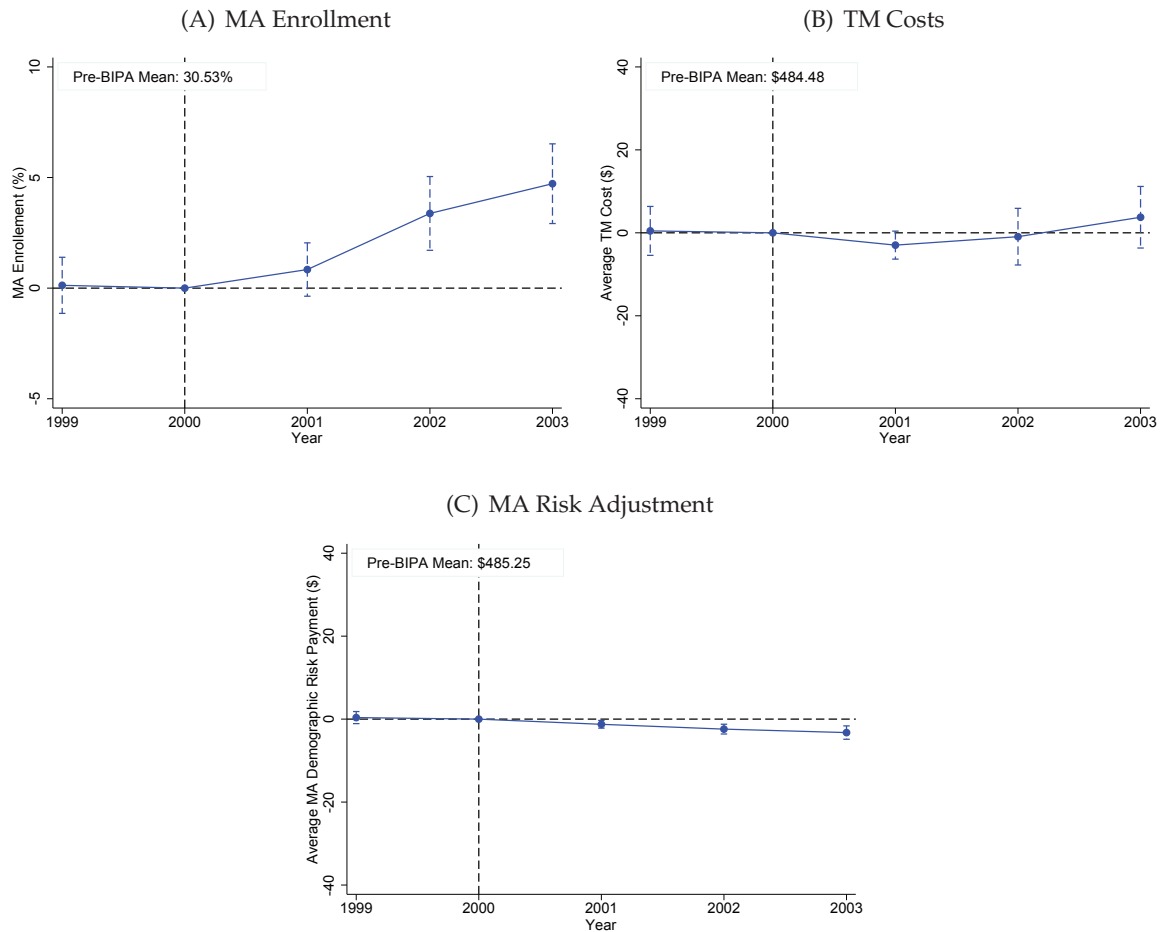 (A) MA Enrollment
Pre-BIPA Mean: 30.53%
MA Enrollement (%)
10
5
0
-5
1999 2000 2001 2002 2003
Year
(B) TM Costs
Pre-BIPA Mean: $484.48
Average TM Cost ($)
40
20
0
-20
-40
1999 2000 2001 2002 2003
Year
(C) MA Risk Adjustment
Pre-BIPA Mean: $485.25
Average MA Demographic Risk Payment ($)
40
20
0
-20
-40
1999 2000 2001 2002 2003
Year